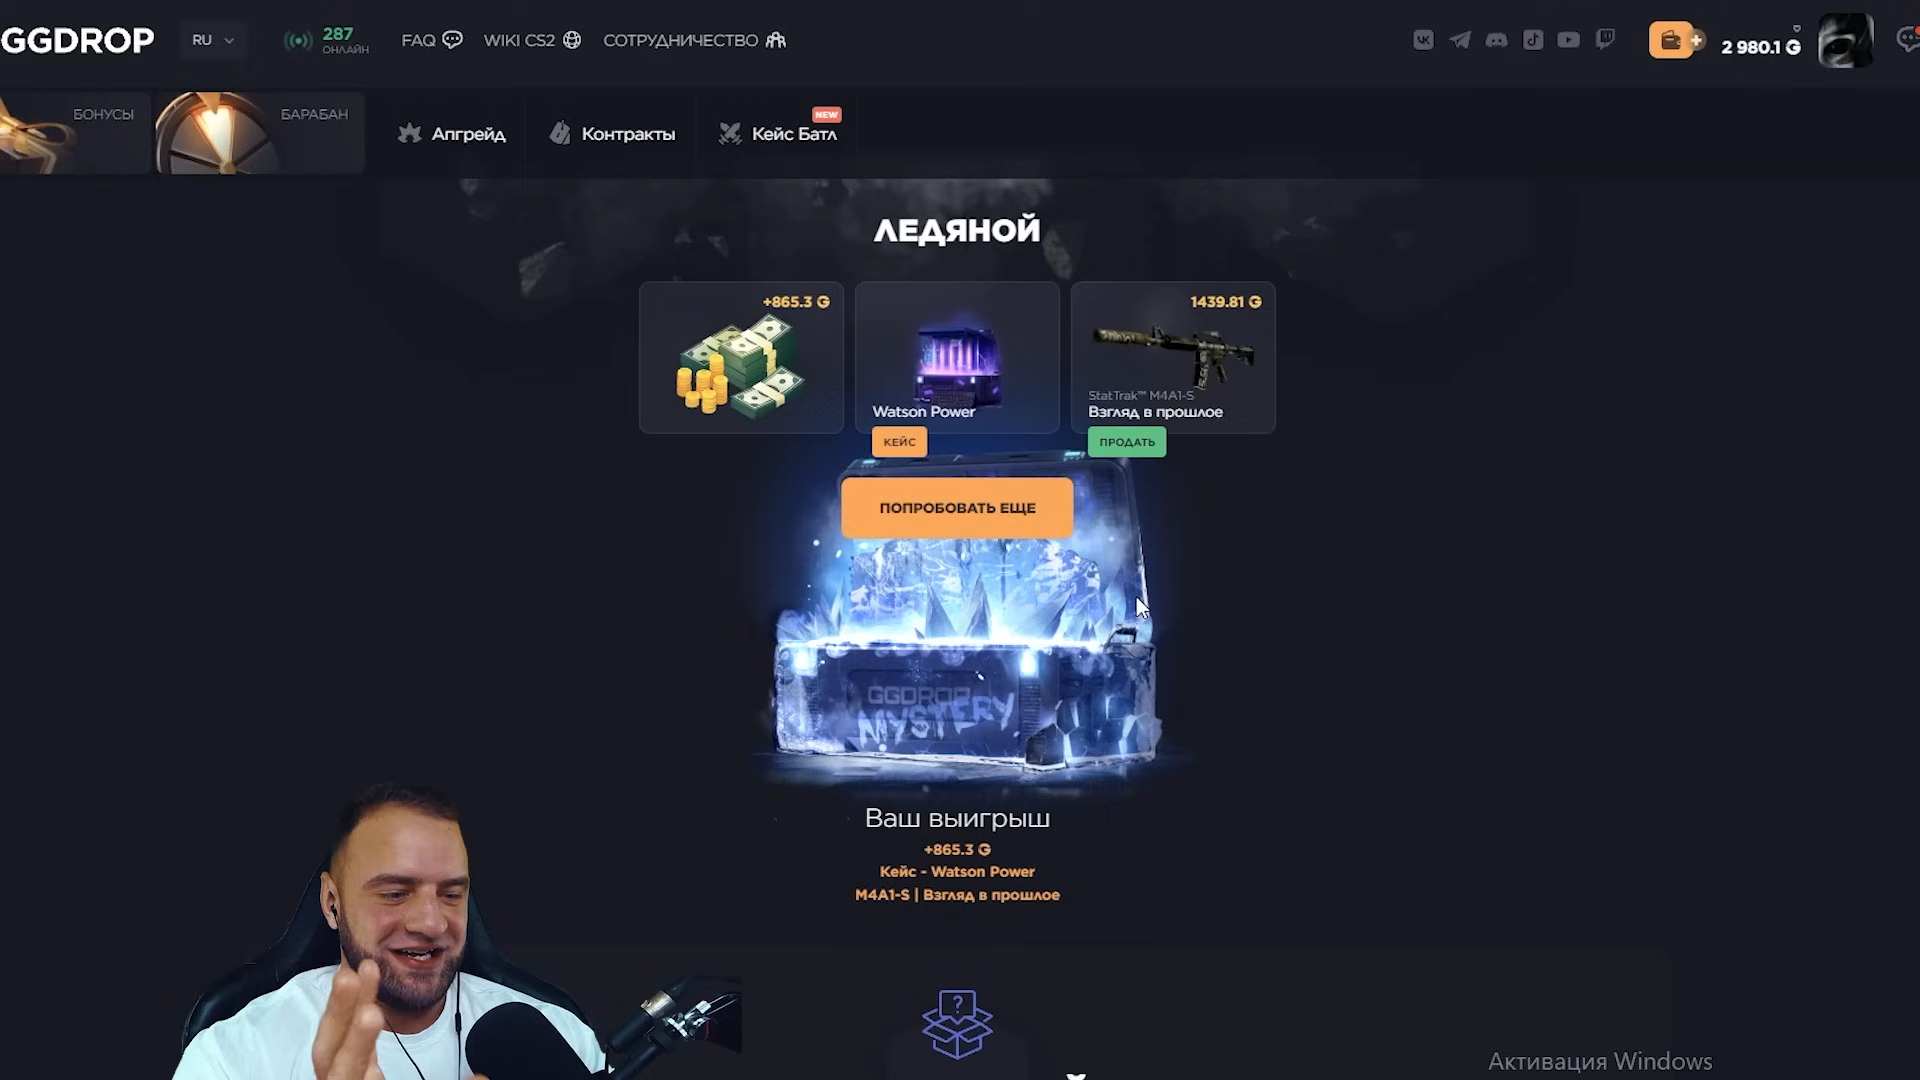 GGDROP
RU
287
ОНЛАЙН
FAQ
WIKI CS2
СОТРУДНИЧЕСТВО
2 980.1 G
БОНУСЫ
БАРАБАН
Апгрейд
Контракты
Кейс Батл
NEW
ЛЕДЯНОЙ
+865.3 G
Watson Power
КЕЙС
1439.81 G
StatTrak™ M4A1-S
Взгляд в прошлое
ПРОДАТЬ
ПОПРОБОВАТЬ ЕЩЕ
GGDROP
MYSTERY
Ваш выигрыш
+865.3 G
Кейс - Watson Power
M4A1-S | Взгляд в прошлое
Активация Windows